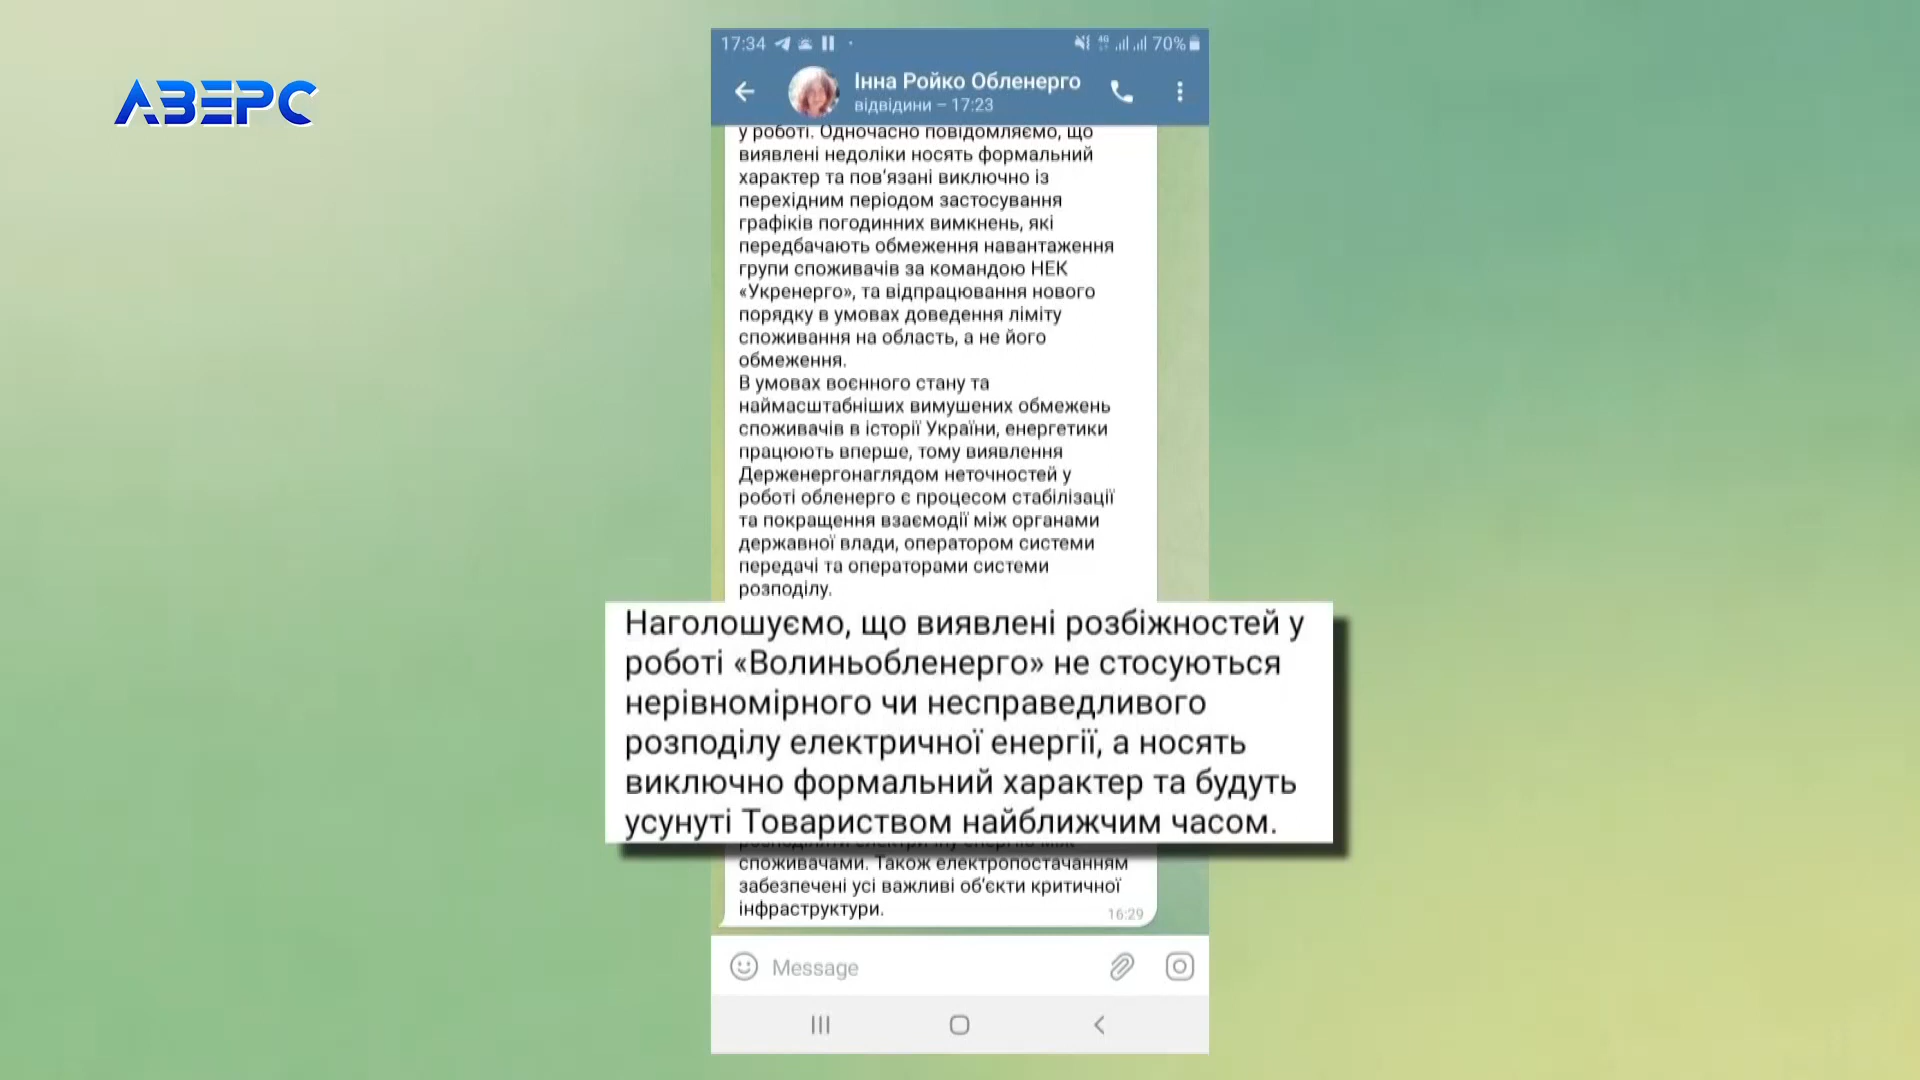 АВЕРС
17:34
4G
70%
Інна Ройко Обленерго
відвідини – 17:23
у роботі. Одночасно повідомляємо, що
виявлені недоліки носять формальний
характер та пов'язані виключно із
перехідним періодом застосування
графіків погодинних вимкнень, які
передбачають обмеження навантаження
групи споживачів за командою НЕК
«Укренерго», та відпрацювання нового
порядку в умовах доведення ліміту
споживання на область, а не його
обмеження.
В умовах воєнного стану та
наймасштабніших вимушених обмежень
споживачів в історії України, енергетики
працюють вперше, тому виявлення
Держенергонаглядом неточностей у
роботі обленерго є процесом стабілізації
та покращення взаємодії між органами
державної влади, оператором системи
передачі та операторами системи
розподілу.
Наголошуємо, що виявлені розбіжностей у
роботі «Волиньобленерго» не стосуються
нерівномірного чи несправедливого
розподілу електричної енергії, а носять
виключно формальний характер та будуть
усунуті Товариством найближчим часом.
споживачами. Також електропостачанням
забезпечені усі важливі об'єкти критичної
інфраструктури.
16:29
Message